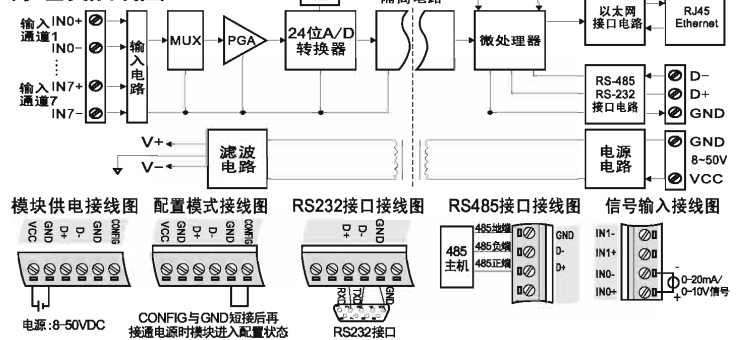 输入
通道1
IN0+
IN0-
输入
通道7
IN7+
IN7-
输入电路
MUX
PGA
24位A/D
转换器
微处理器
以太网
接口电路
RJ45
Ethernet
RS-485
RS-232
接口电路
D-
D+
GND
V+
V-
滤波
电路
电源
电路
GND
8~50V
VCC
模块供电接线图
配置模式接线图
RS232接口接线图
RS485接口接线图
信号输入接线图
VCC
GND
D+
D-
GND
CONFIG
电源:8-50VDC
VCC
GND
D+
D-
GND
CONFIG
CONFIG与GND短接后再
接通电源时模块进入配置状态
D+
D-
GND
RXD
TXD
GND
RS232接口
485
主机
485地端
485负端
485正端
GND
D-
D+
IN1-
IN1+
IN0-
IN0+
-
+
0~20mA/
0~10V信号